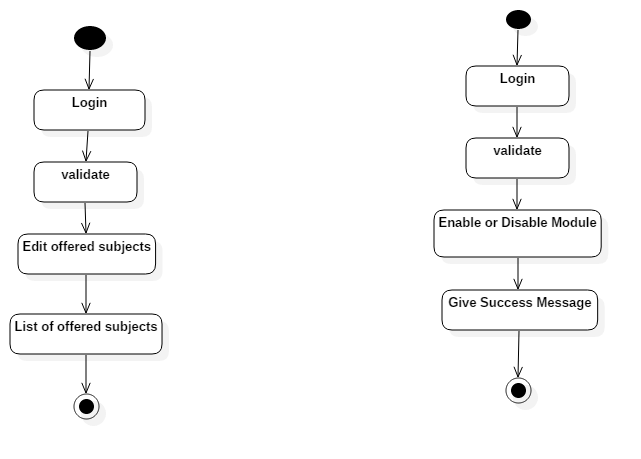 Login
validate
Edit offered subjects
List of offered subjects
Login
validate
Enable or Disable Module
Give Success Message